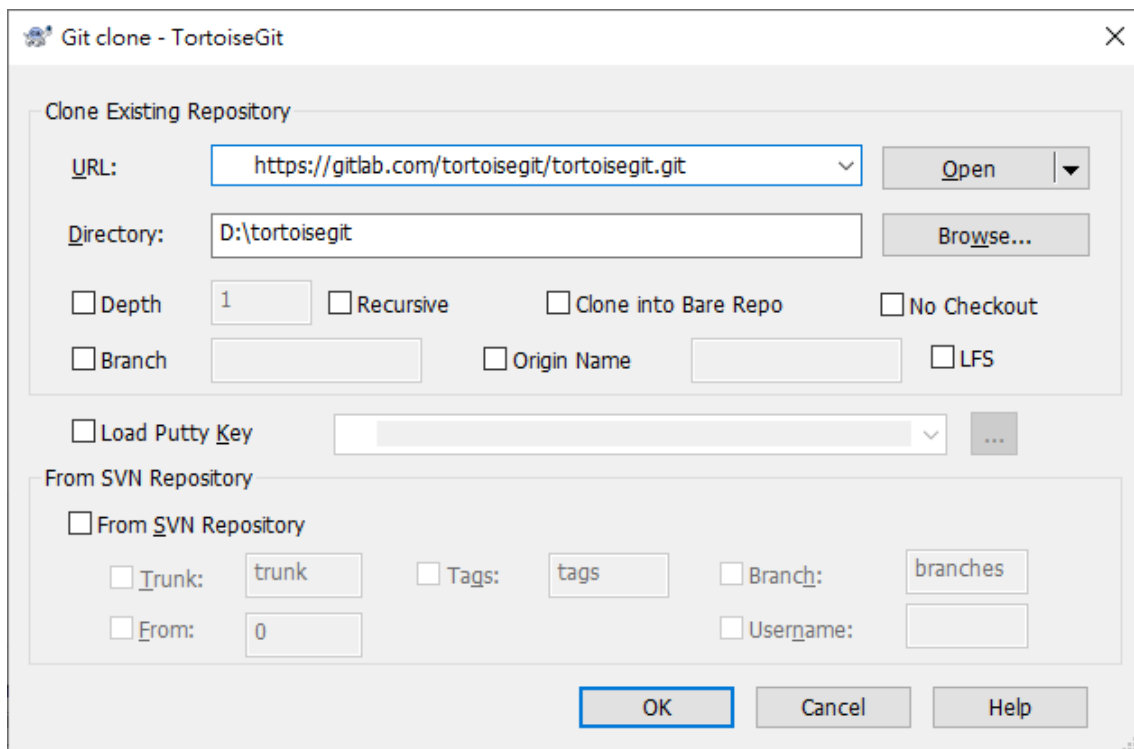 Git clone - TortoiseGit
Clone Existing Repository
URL: https://gitlab.com/tortoisegit/tortoisegit.git Open
Directory: D:\tortoisegit Browse...
Depth 1 Recursive Clone into Bare Repo No Checkout
Branch Origin Name LFS
Load Putty Key ...
From SVN Repository
From SVN Repository
Trunk: trunk Tags: tags Branch: branches
From: 0 Username:
OK Cancel Help